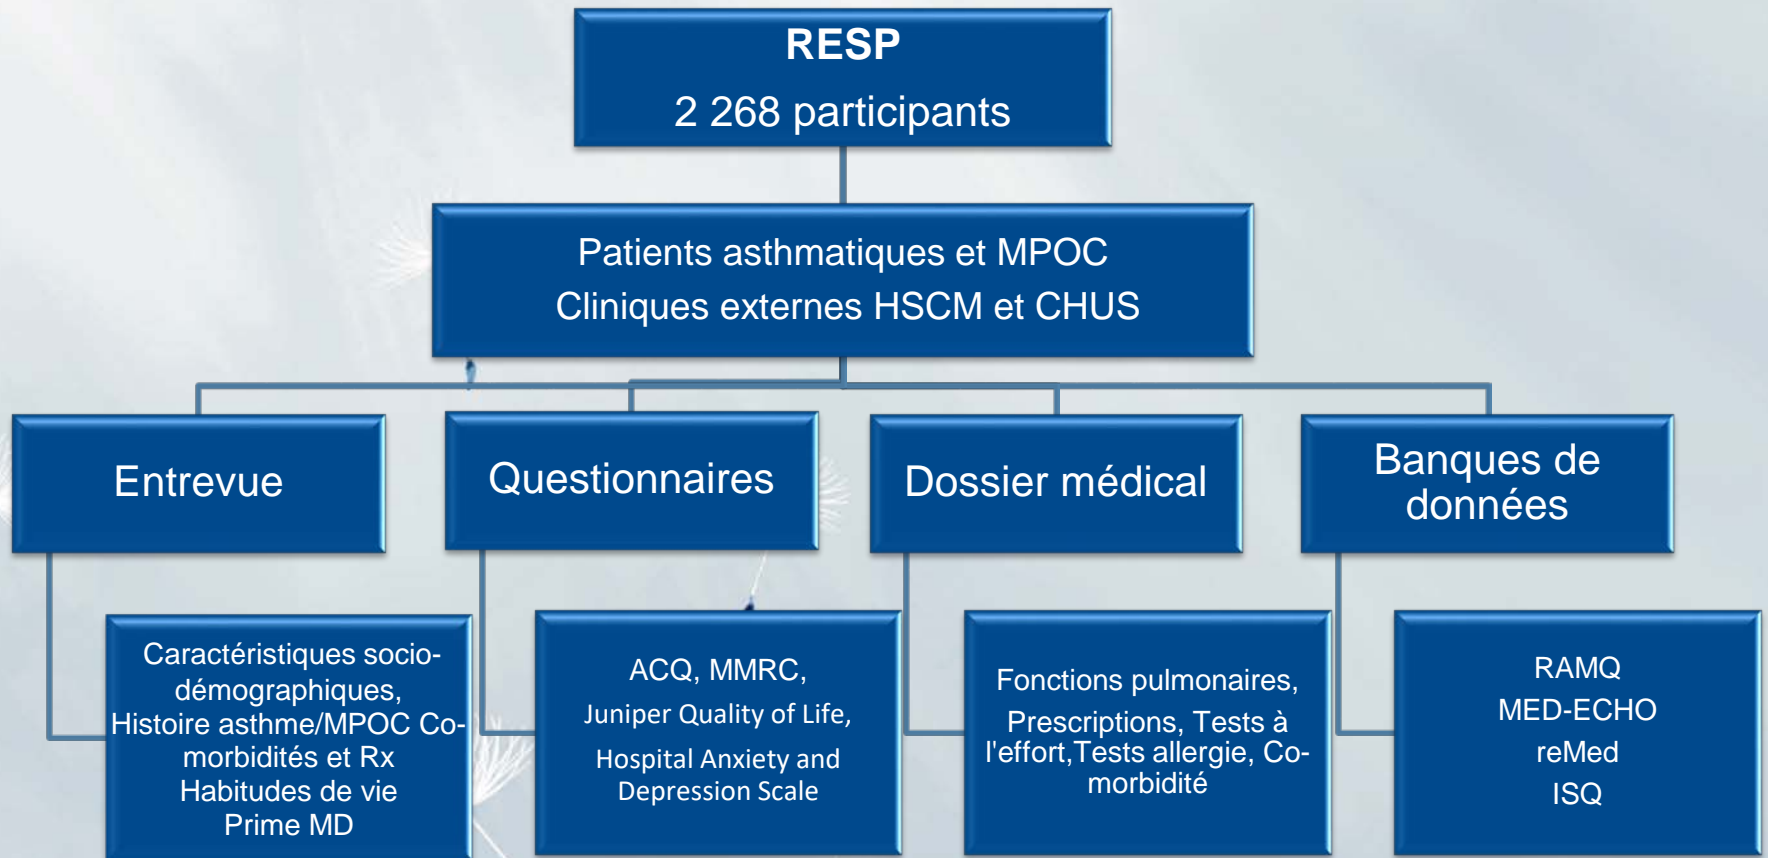 RESP
2 268 participants
Patients asthmatiques et MPOC
Cliniques externes HSCM et CHUS
Entrevue
Questionnaires
Dossier médical
Banques de
données
Caractéristiques socio-
démographiques,
Histoire asthme/MPOC Co-
morbidités et Rx
Habitudes de vie
Prime MD
ACQ, MMRC,
Juniper Quality of Life,
Hospital Anxiety and
Depression Scale
Fonctions pulmonaires,
Prescriptions, Tests à
l'effort,Tests allergie, Co-
morbidité
RAMQ
MED-ECHO
reMed
ISQ